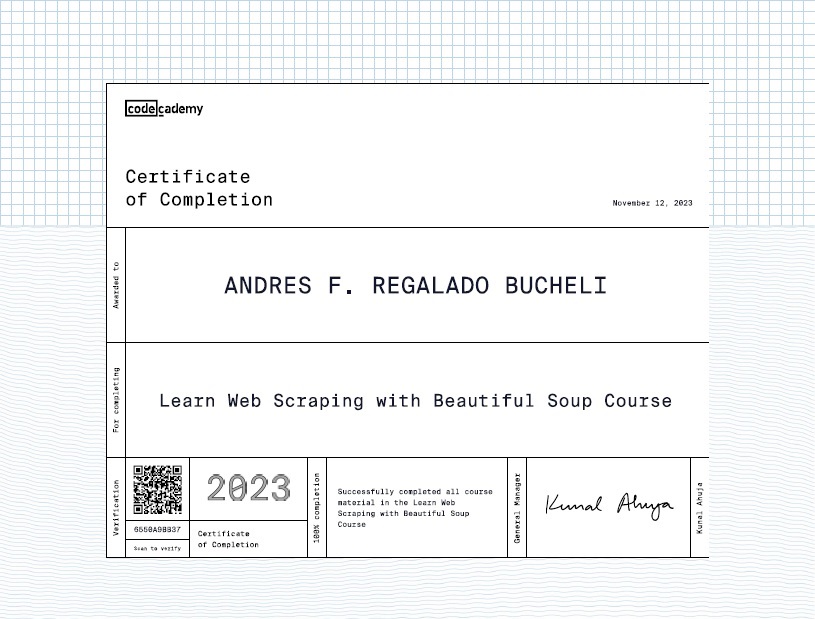 codecademy
Certificate
of Completion
November 12, 2023
Awarded to
ANDRES F. REGALADO BUCHELI
For completing
Learn Web Scraping with Beautiful Soup Course
Verification
6550A9BB37
Scan to verify
2023
Certificate
of Completion
100% completion
Successfully completed all course
material in the Learn Web
Scraping with Beautiful Soup
Course
General Manager
Kunal Ahuja
Kunal Ahuja